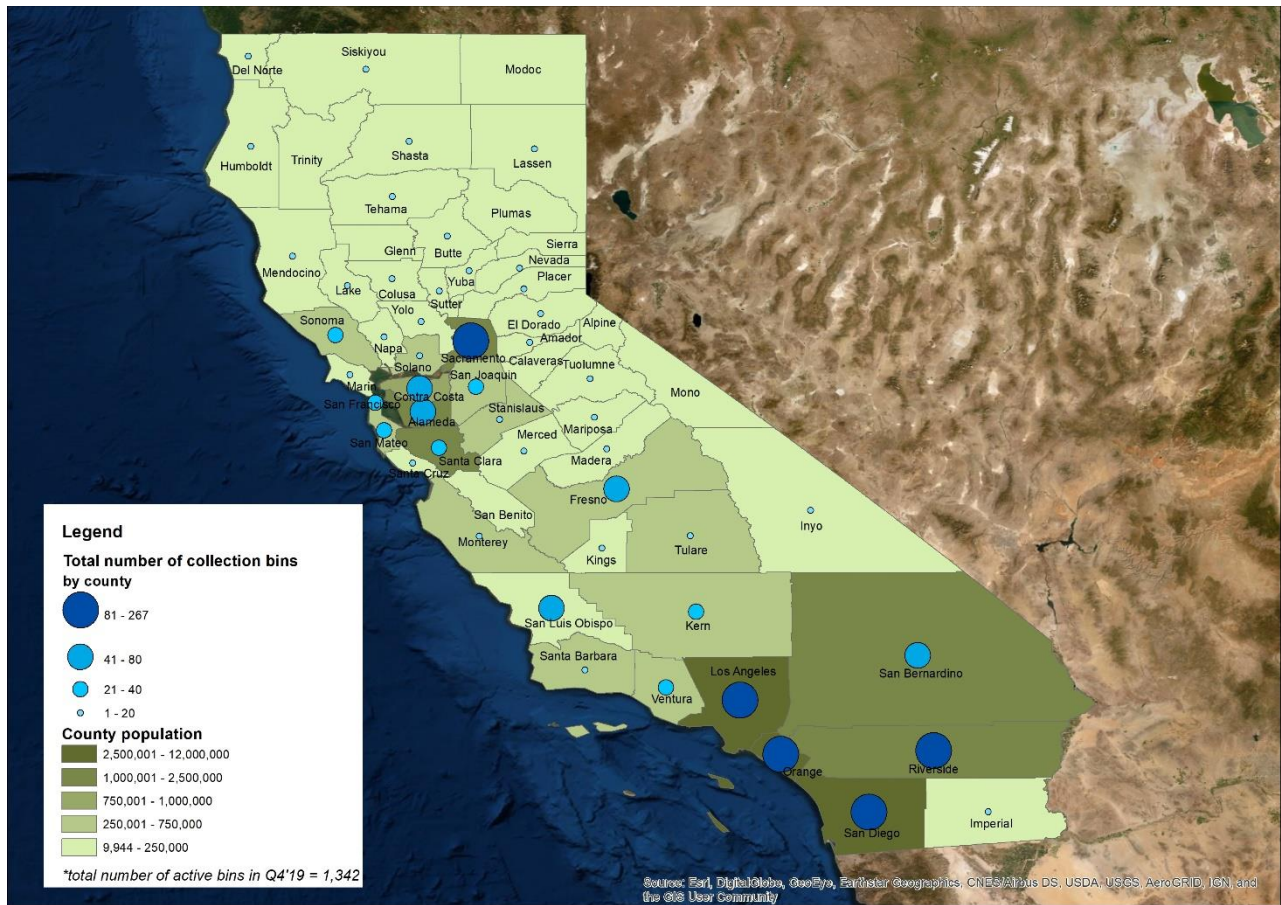 Siskiyou
Del Norte
Modoc
Humboldt
Trinity
Shasta
Lassen
Tehama
Plumas
Glenn
Butte
Sierra
Nevada
Mendocino
Lake
Colusa
Yuba
Placer
Sutter
Sonoma
Yolo
El Dorado
Alpine
Napa
Amador
Sacramento
Solano
Calaveras
Tuolumne
San Joaquin
Marin
Contra Costa
San Francisco
Mono
Stanislaus
Alameda
Mariposa
San Mateo
Merced
Santa Clara
Madera
Santa Cruz
Fresno
San Benito
Inyo
Monterey
Kings
Tulare
San Luis Obispo
Kern
Santa Barbara
Los Angeles
San Bernardino
Ventura
Orange
Riverside
San Diego
Imperial
Legend
Total number of collection bins
by county
81 - 267
41 - 80
21 - 40
1 - 20
County population
2,500,001 - 12,000,000
1,000,001 - 2,500,000
750,001 - 1,000,000
250,001 - 750,000
9,944 - 250,000
*total number of active bins in Q4'19 = 1,342
Source: Esri, DigitalGlobe, GeoEye, Earthstar Geographics, CNES/Airbus DS, USDA, USGS, AeroGRID, IGN, and
the GIS User Community